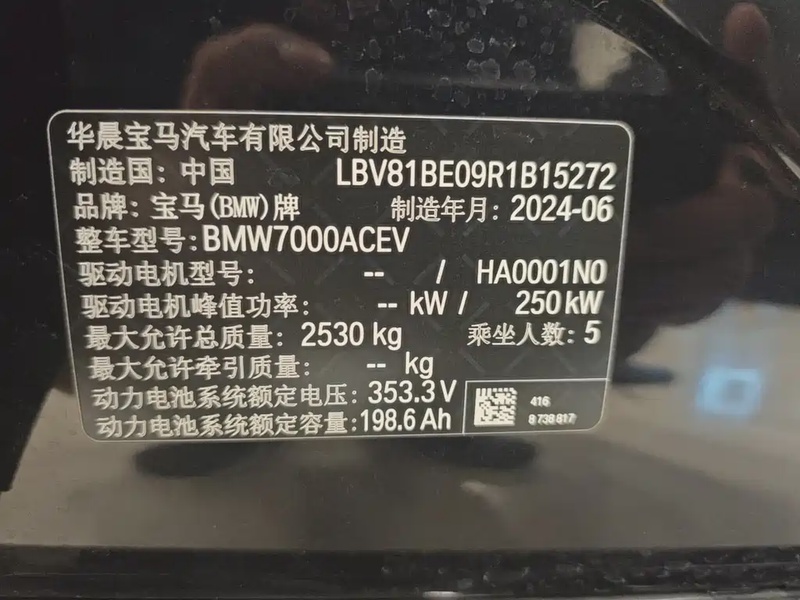 华晨宝马汽车有限公司制造
制造国: 中国 LBV81BE09R1B15272
品牌: 宝马(BMW)牌 制造年月: 2024-06
整车型号: BMW7000ACEV
驱动电机型号: -- / HA0001N0
驱动电机峰值功率: -- kW / 250 kW
最大允许总质量: 2530 kg 乘坐人数: 5
最大允许牵引质量: -- kg
动力电池系统额定电压: 353.3 V
动力电池系统额定容量: 198.6 Ah
416
8 738 817